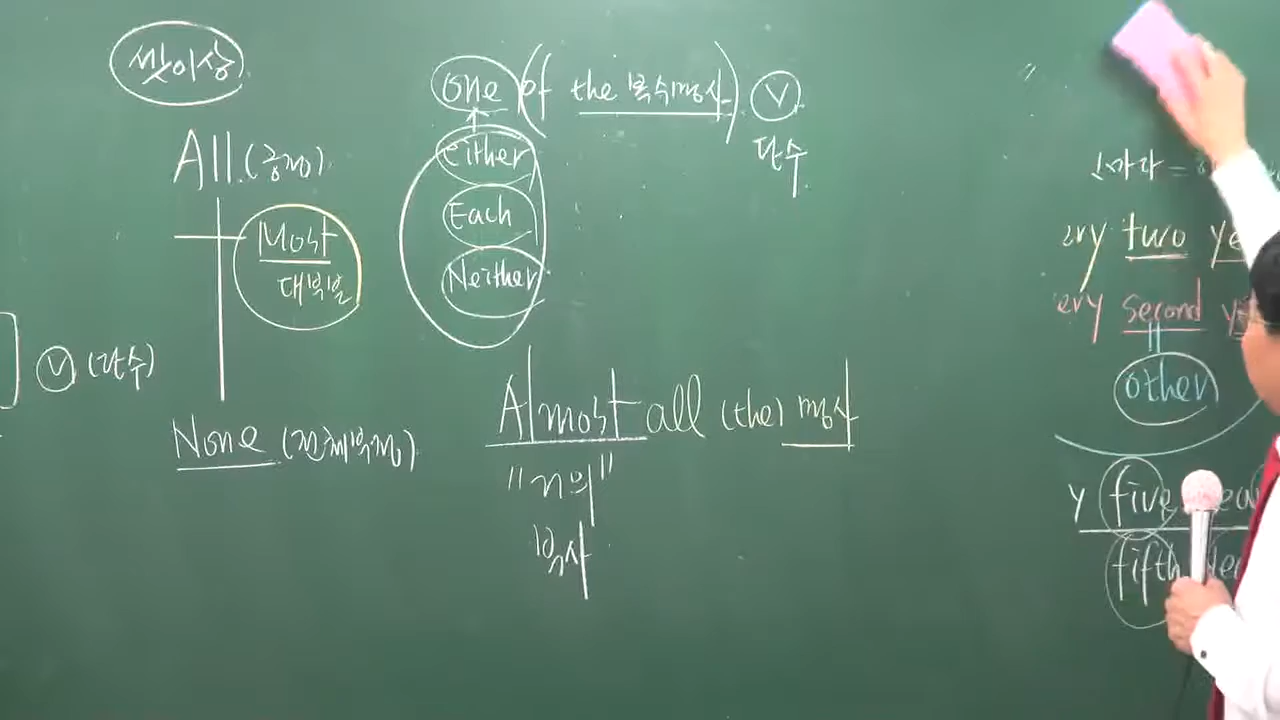 셋이상
All (긍정)
Most
대부분
None (전체부정)
V (단수)
One (of the 복수명사) V
단수
Either
Each
Neither
Almost all (the) 명사
"거의"
부사
ery two ye
ery second y
other
y five yea
fifth yea